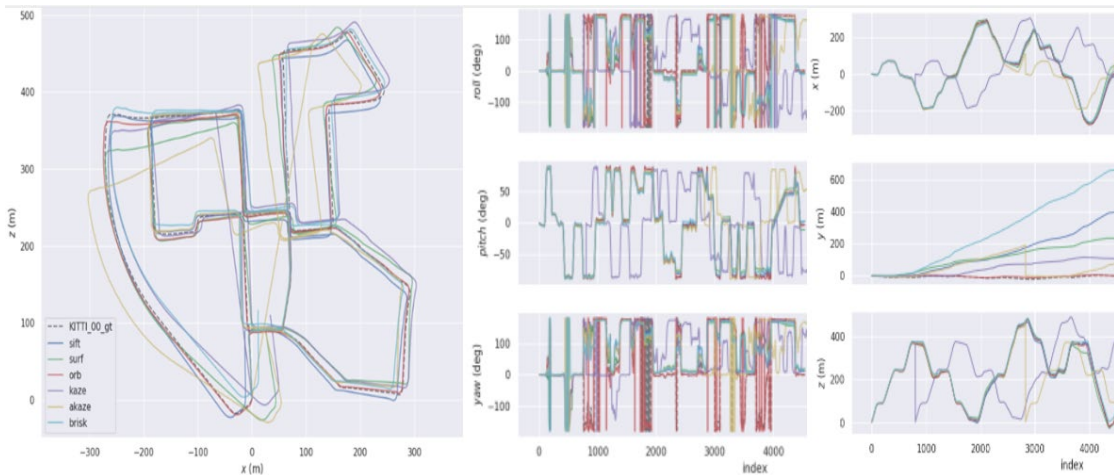 500
400
300
200
100
0
z (m)
−300
−200
−100
0
100
200
300
x (m)
KITTI_00_gt
sift
surf
orb
kaze
akaze
brisk
100
0
−100
roll (deg)
50
0
−50
pitch (deg)
100
0
−100
yaw (deg)
0
1000
2000
3000
4000
index
200
0
−200
x (m)
600
400
200
0
y (m)
400
200
0
z (m)
0
1000
2000
3000
4000
index